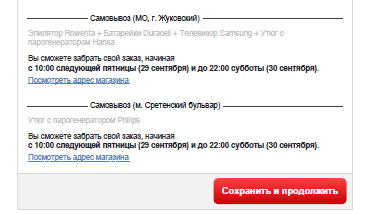 Самовывоз (МО, г. Жуковский)
Эпилятор Rowenta + Батарейки Duracell + Телевизор Samsung + Утюг с
парогенератором Hansa
Вы сможете забрать свой заказ, начиная
с 10:00 следующей пятницы (29 сентября) и до 22:00 субботы (30 сентября).
Посмотреть адрес магазина
Самовывоз (м. Сретенский бульвар)
Утюг с парогенератором Philips
Вы сможете забрать свой заказ, начиная
с 10:00 следующей пятницы (29 сентября) и до 22:00 субботы (30 сентября).
Посмотреть адрес магазина
Сохранить и продолжить